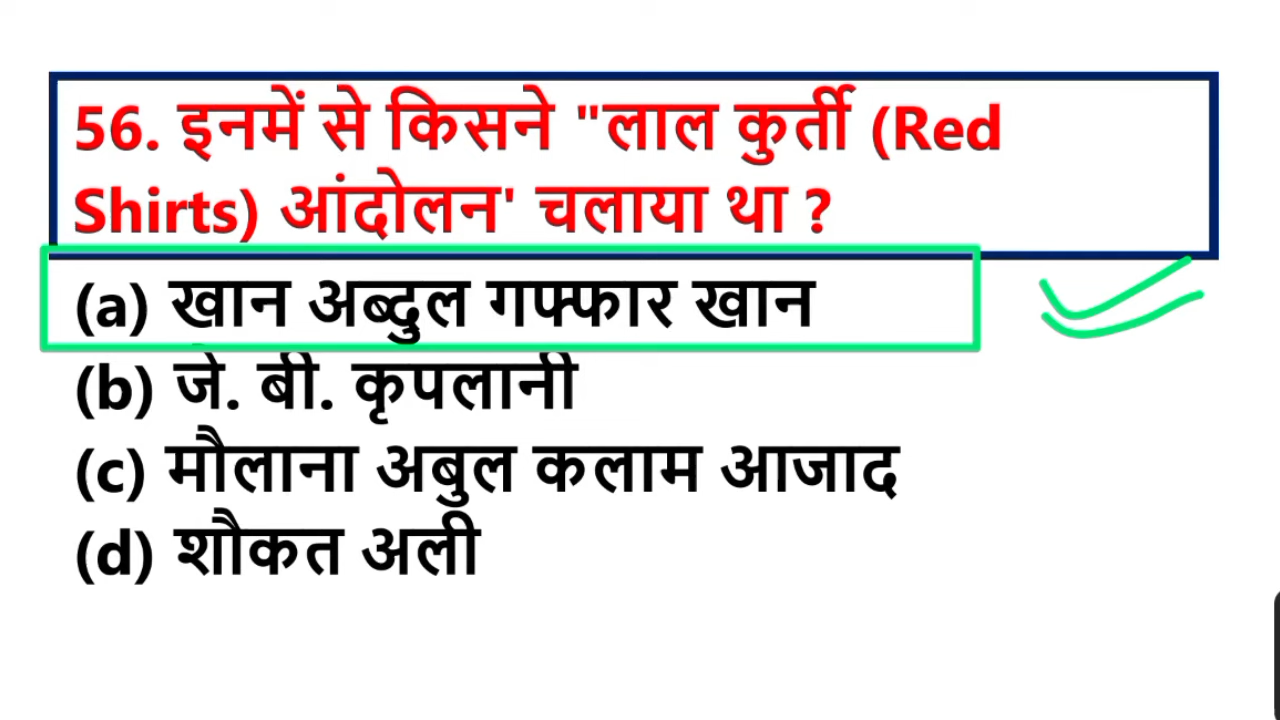 56. इनमें से किसने "लाल कुर्ती (Red
Shirts) आंदोलन' चलाया था ?
(a) खान अब्दुल गफ्फार खान
(b) जे. बी. कृपलानी
(c) मौलाना अबुल कलाम आजाद
(d) शौकत अली